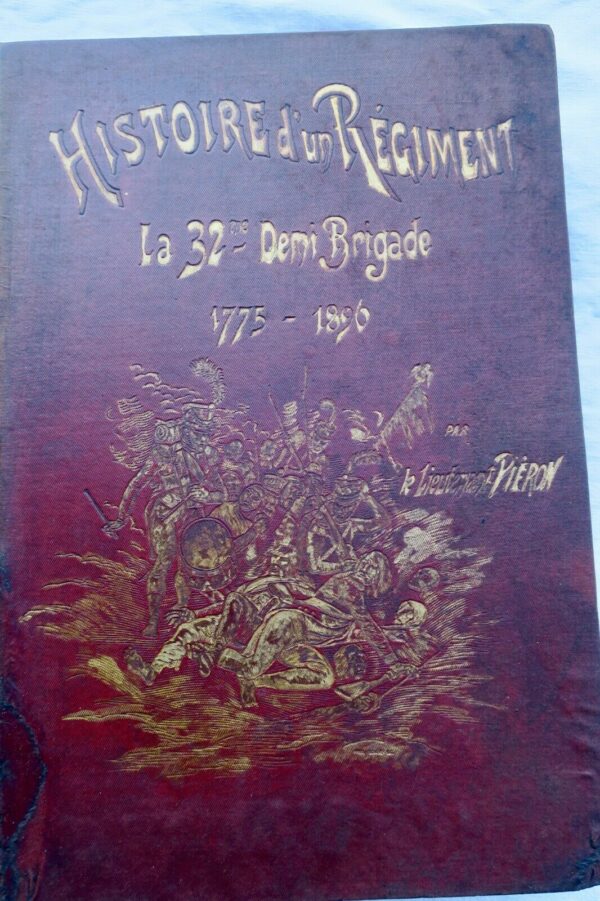 HISTOIRE d'un RÉGIMENT
La 32me Demi Brigade
1775 - 1896
PAR
le Lieutenant PIÉRON